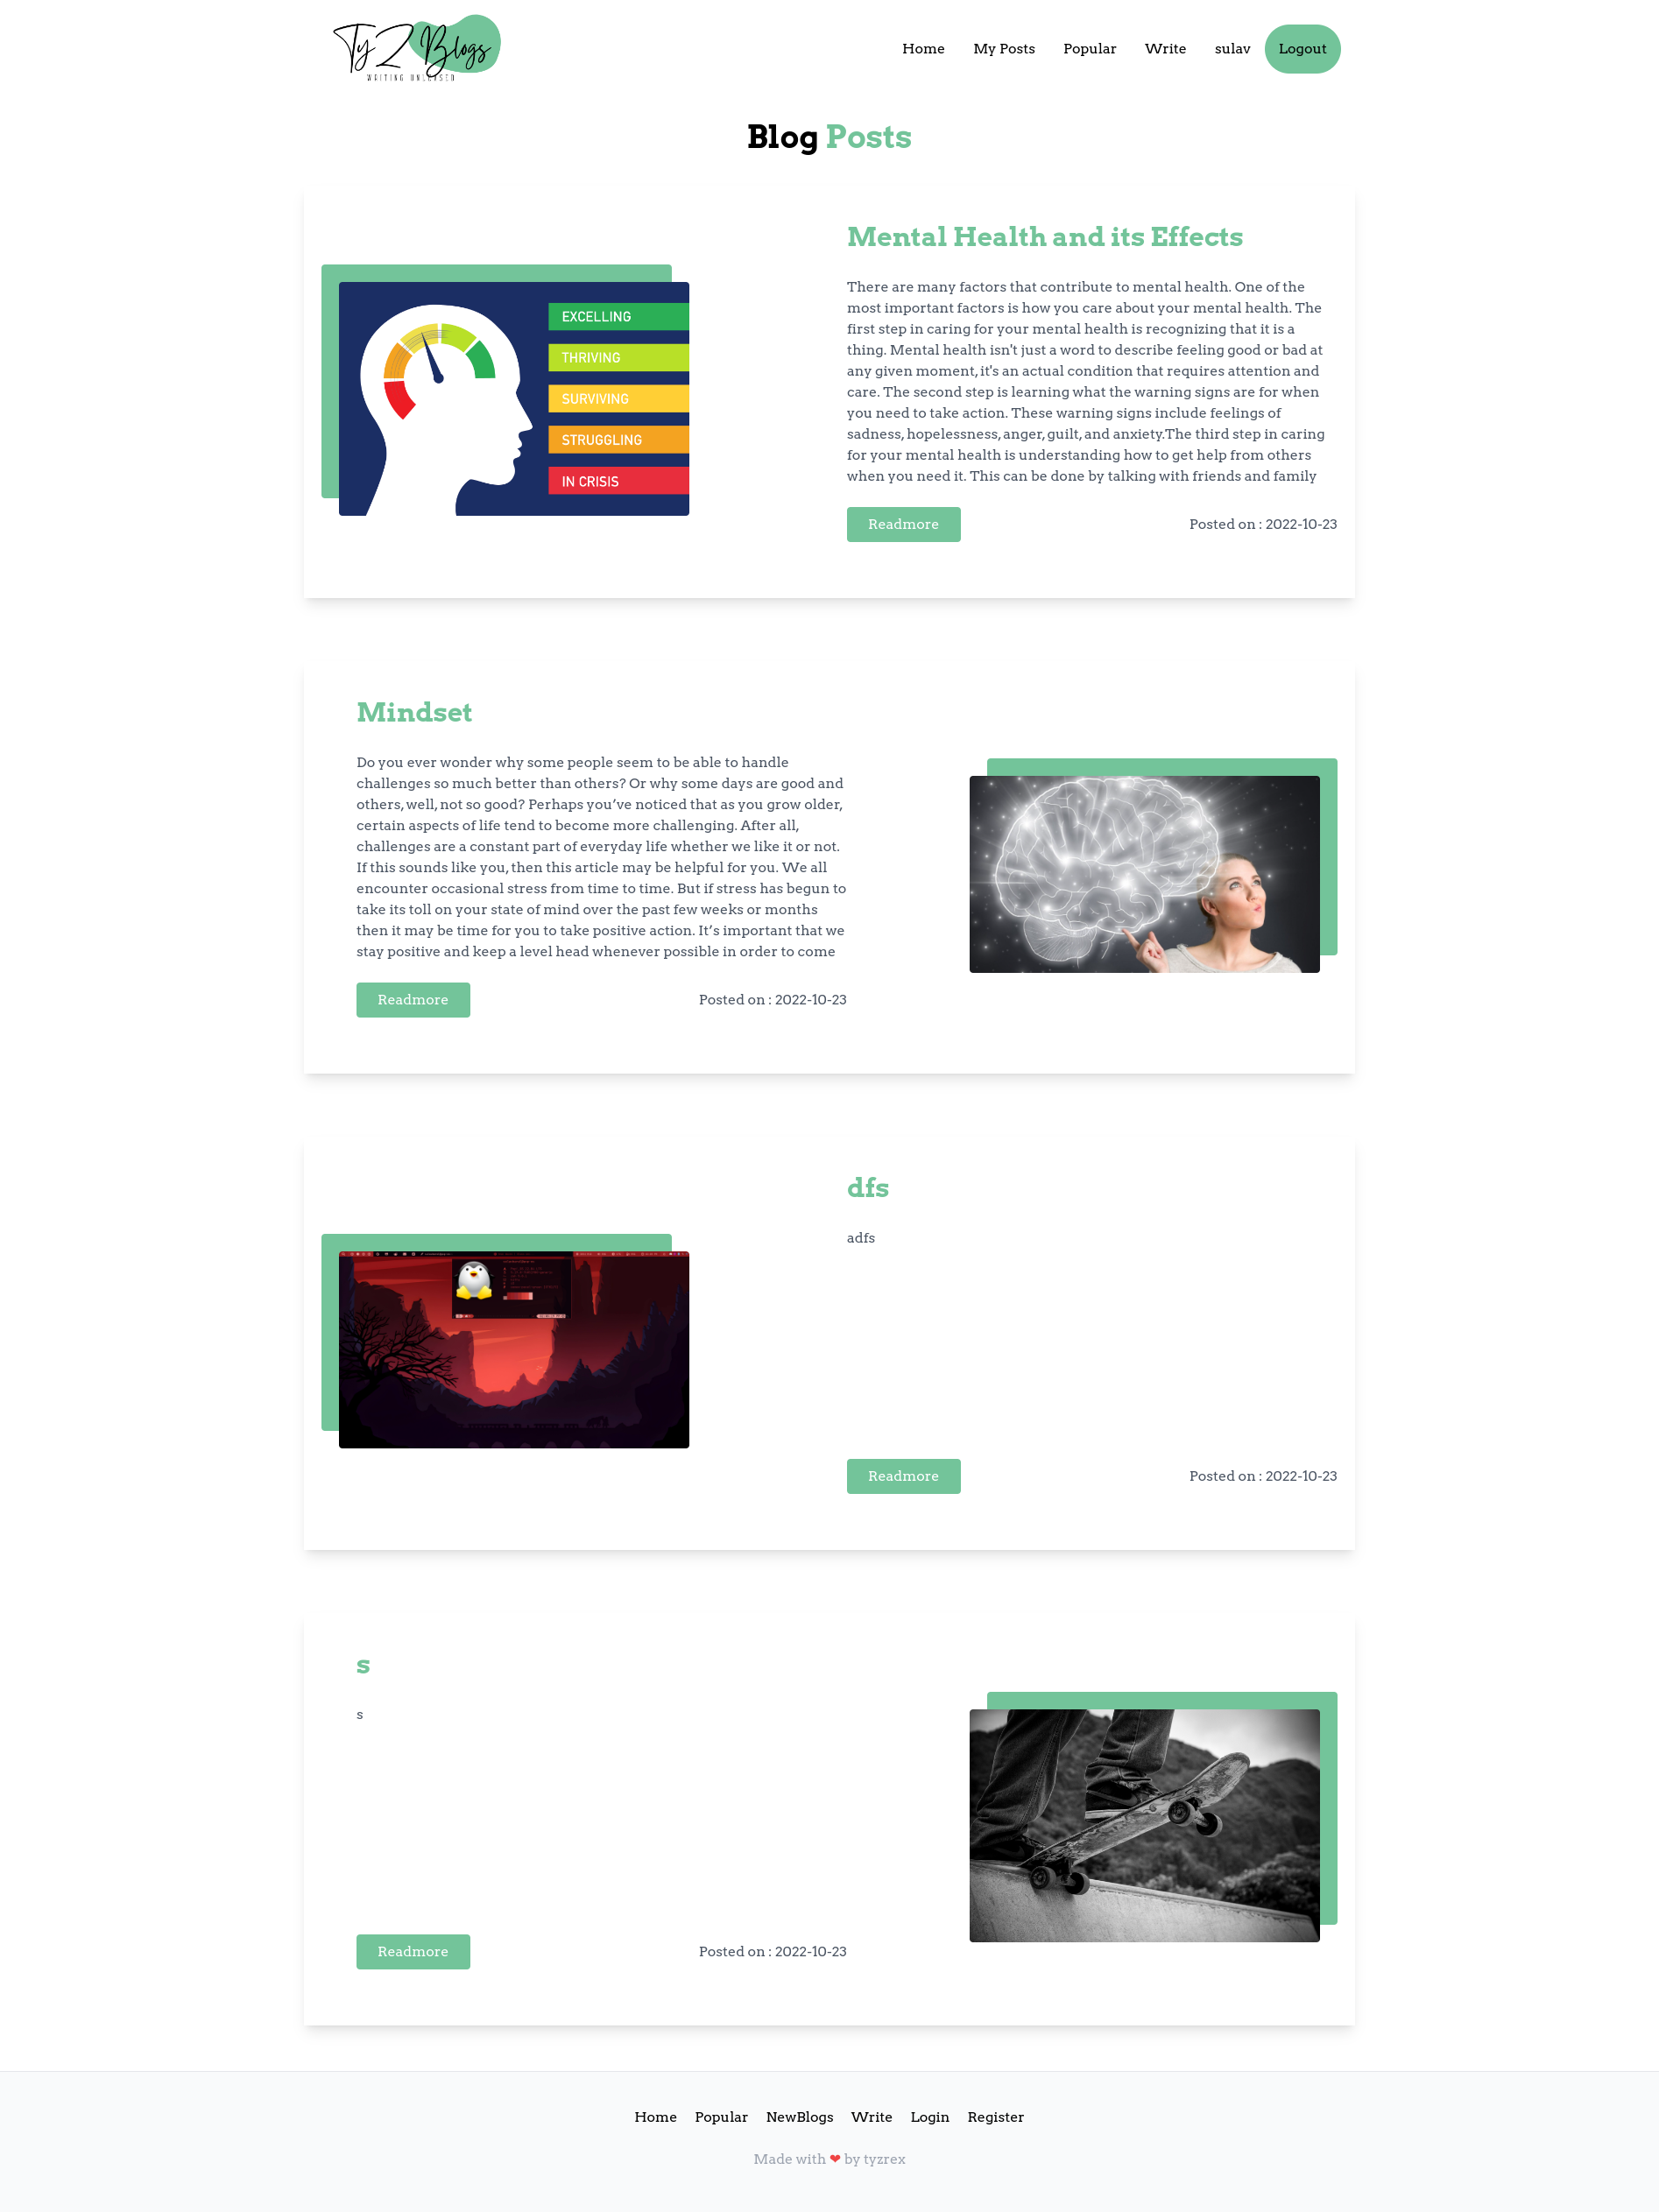 Ty Z Blogs
WRITING UNLEASED
Home My Posts Popular Write sulav Logout
Blog Posts
Mental Health and its Effects
There are many factors that contribute to mental health. One of the
most important factors is how you care about your mental health. The
first step in caring for your mental health is recognizing that it is a
thing. Mental health isn't just a word to describe feeling good or bad at
any given moment, it's an actual condition that requires attention and
care. The second step is learning what the warning signs are for when
you need to take action. These warning signs include feelings of
sadness, hopelessness, anger, guilt, and anxiety.The third step in caring
for your mental health is understanding how to get help from others
when you need it. This can be done by talking with friends and family
EXCELLING
THRIVING
SURVIVING
STRUGGLING
IN CRISIS
Readmore Posted on : 2022-10-23
Mindset
Do you ever wonder why some people seem to be able to handle
challenges so much better than others? Or why some days are good and
others, well, not so good? Perhaps you’ve noticed that as you grow older,
certain aspects of life tend to become more challenging. After all,
challenges are a constant part of everyday life whether we like it or not.
If this sounds like you, then this article may be helpful for you. We all
encounter occasional stress from time to time. But if stress has begun to
take its toll on your state of mind over the past few weeks or months
then it may be time for you to take positive action. It’s important that we
stay positive and keep a level head whenever possible in order to come
Readmore Posted on : 2022-10-23
dfs
adfs
Readmore Posted on : 2022-10-23
s
s
Readmore Posted on : 2022-10-23
Home Popular NewBlogs Write Login Register
Made with ❤ by tyzrex